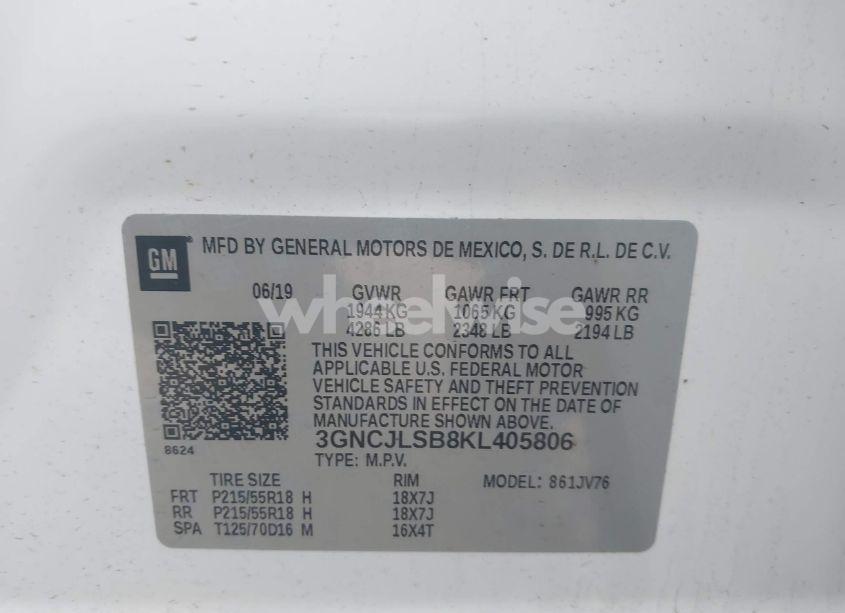 GM
MFD BY GENERAL MOTORS DE MEXICO, S. DE R.L. DE C.V.
06/19 GVWR GAWR FRT GAWR RR
1944 KG 1065 KG 995 KG
4286 LB 2348 LB 2194 LB
wheelwise
THIS VEHICLE CONFORMS TO ALL
APPLICABLE U.S. FEDERAL MOTOR
VEHICLE SAFETY AND THEFT PREVENTION
STANDARDS IN EFFECT ON THE DATE OF
MANUFACTURE SHOWN ABOVE.
8624
3GNCJLSB8KL405806
TYPE: M.P.V. MODEL: 861JV76
TIRE SIZE RIM
FRT P215/55R18 H 18X7J
RR P215/55R18 H 18X7J
SPA T125/70D16 M 16X4T